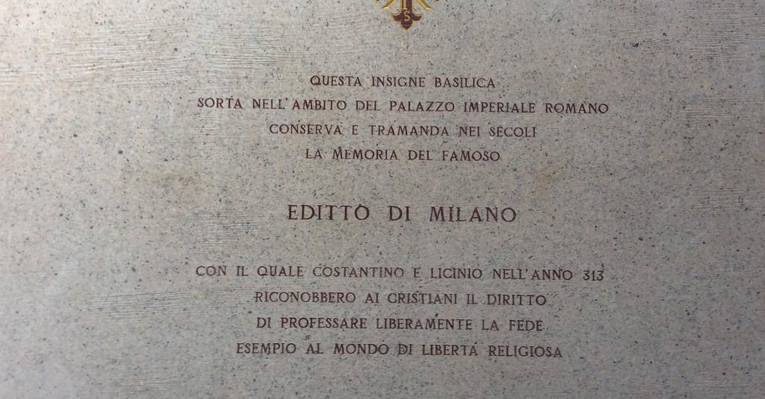 LS
QUESTA INSIGNE BASILICA
SORTA NELL'AMBITO DEL PALAZZO IMPERIALE ROMANO
CONSERVA E TRAMANDA NEI SECOLI
LA MEMORIA DEL FAMOSO
EDITTO DI MILANO
CON IL QUALE COSTANTINO E LICINIO NELL'ANNO 313
RICONOBBERO AI CRISTIANI IL DIRITTO
DI PROFESSARE LIBERAMENTE LA FEDE
ESEMPIO AL MONDO DI LIBERTÀ RELIGIOSA